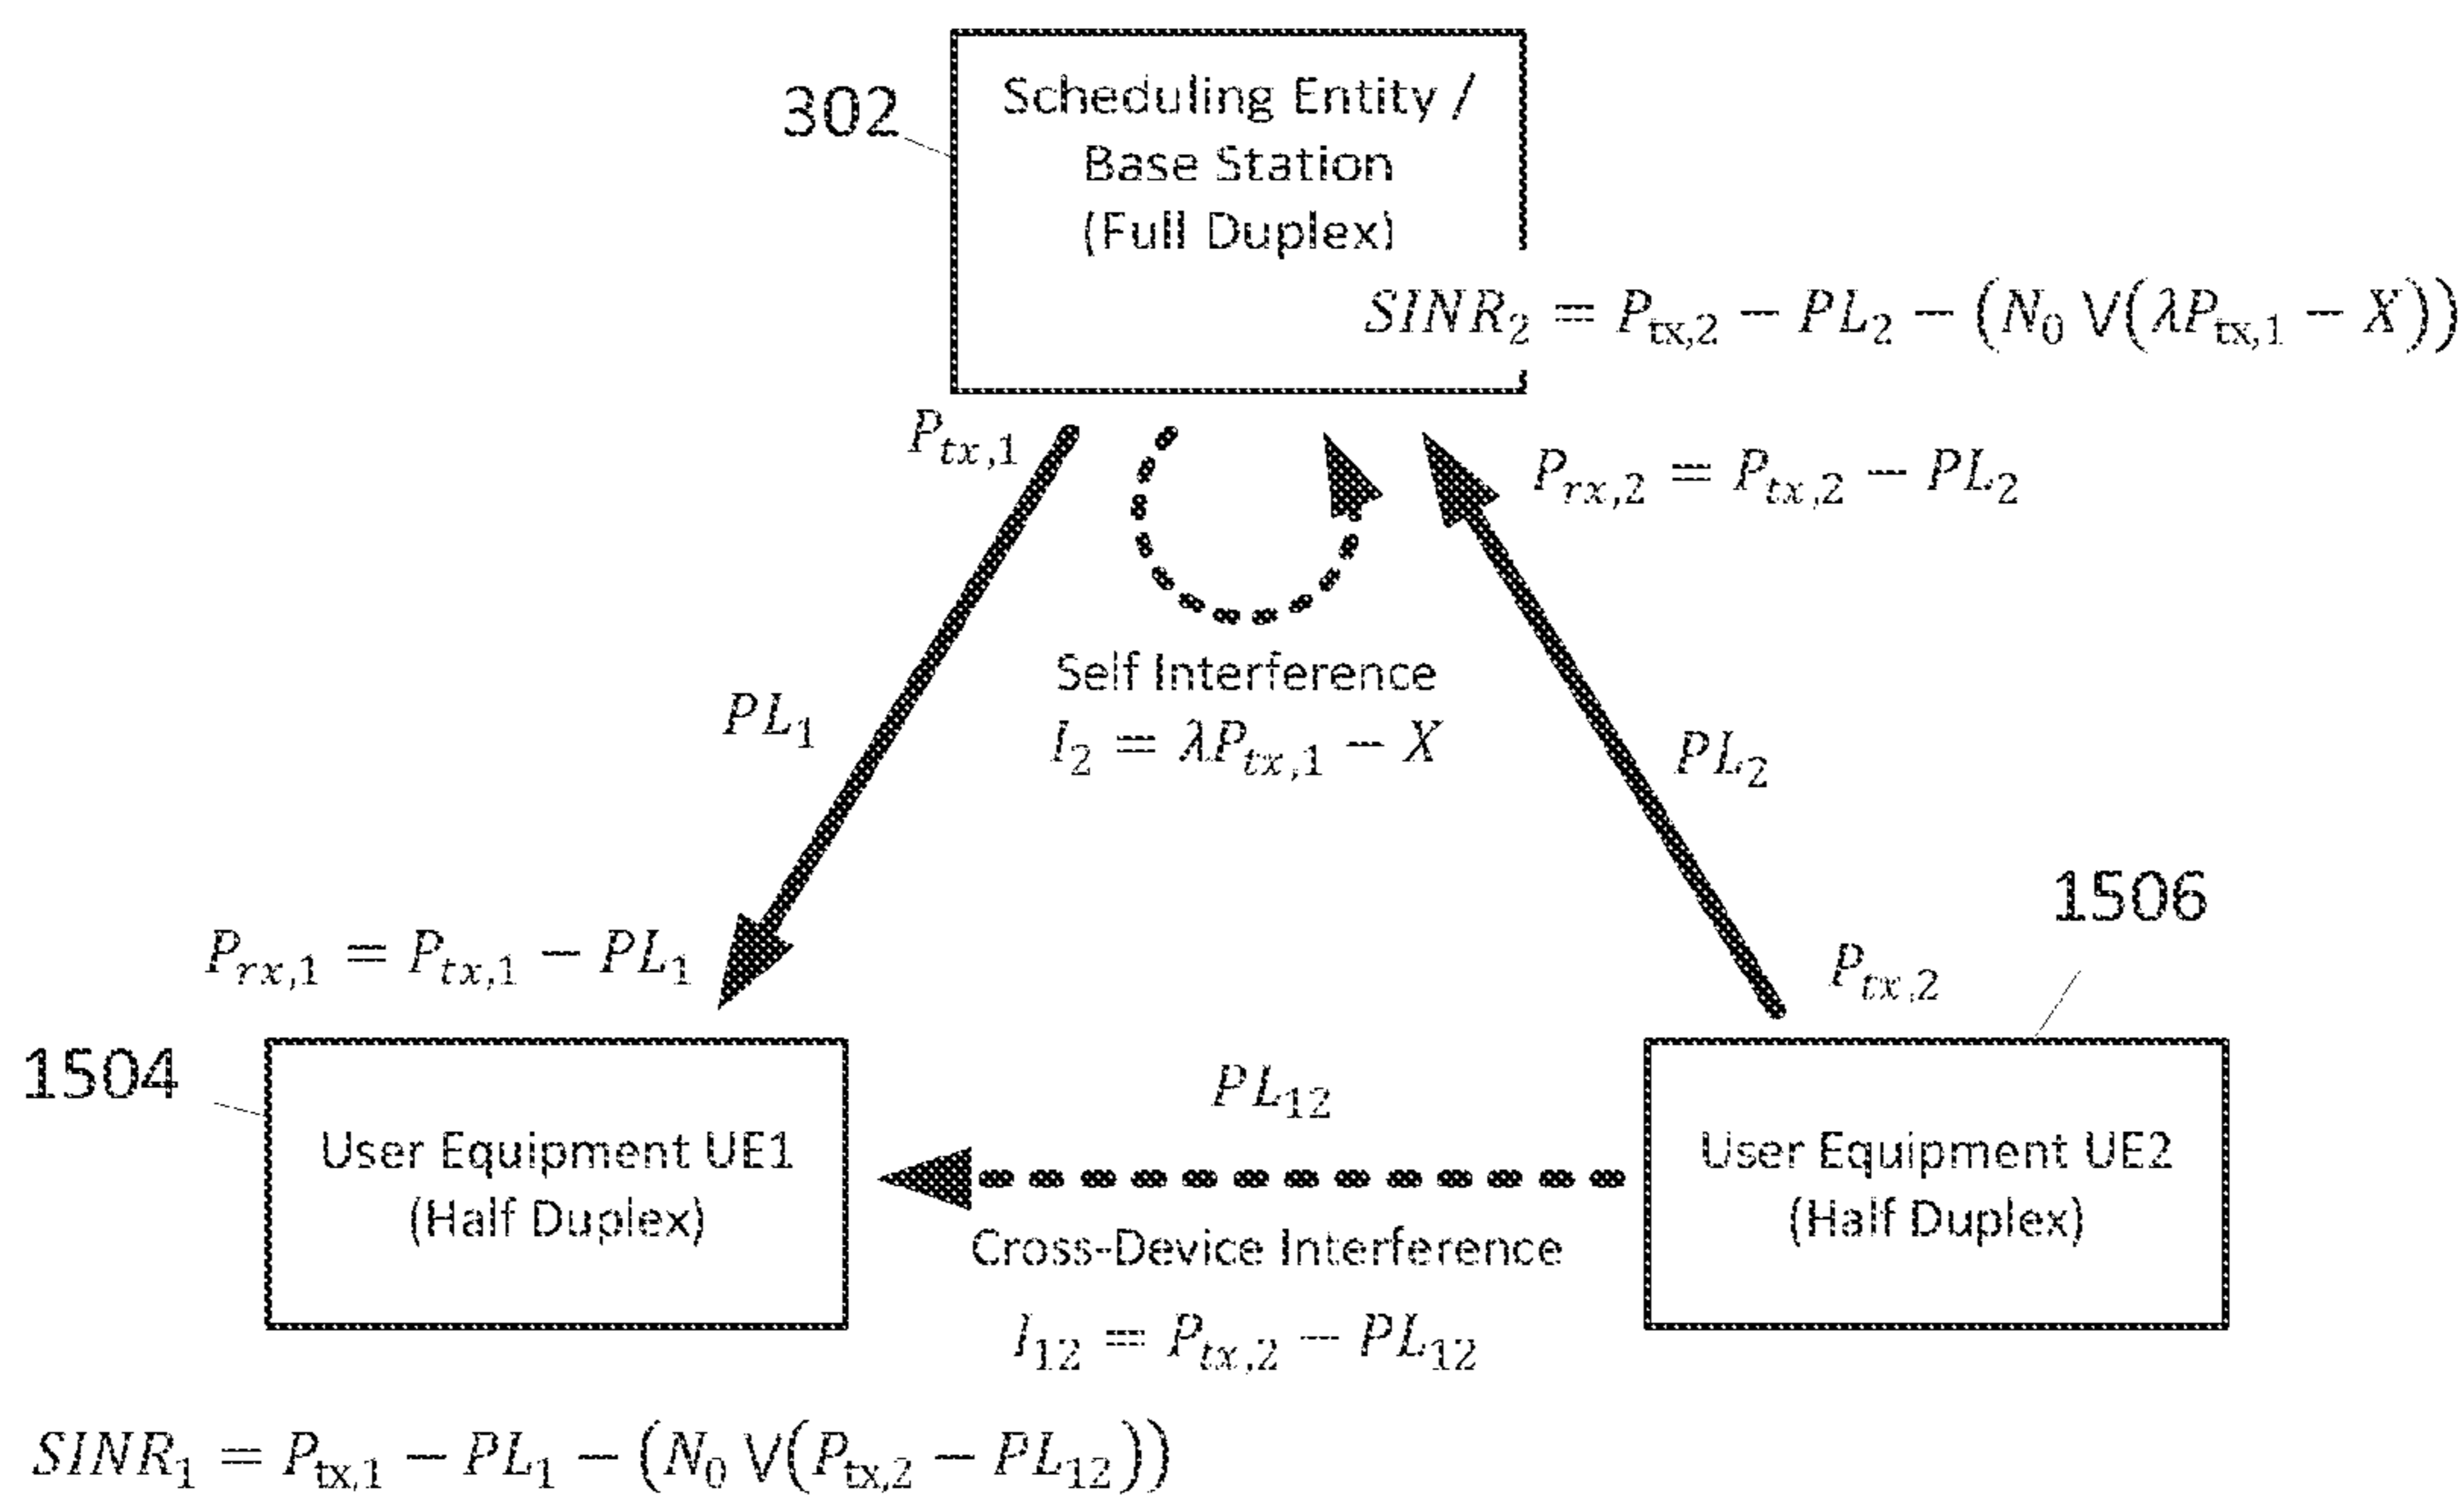 302
Scheduling Entity /
Base Station
(Full Duplex)
SINR₂ = P_tx,2 − PL₂ − (N₀ ∨(λP_tx,1 − X))
P_tx,1
P_rx,2 = P_tx,2 − PL₂
Self Interference
I₂ = λP_tx,1 − X
PL₁
PL₂
1506
P_rx,1 = P_tx,1 − PL₁
P_tx,2
1504
User Equipment UE1
(Half Duplex)
PL₁₂
Cross-Device Interference
I₁₂ = P_tx,2 − PL₁₂
User Equipment UE2
(Half Duplex)
SINR₁ = P_tx,1 − PL₁ − (N₀ ∨(P_tx,2 − PL₁₂))